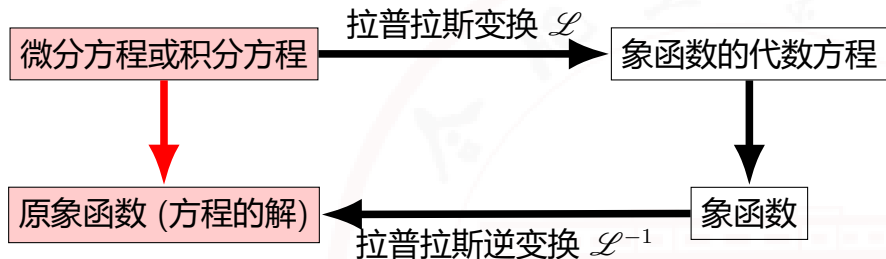 拉普拉斯变换 ℒ
微分方程或积分方程
象函数的代数方程
原象函数 (方程的解)
象函数
拉普拉斯逆变换 ℒ⁻¹